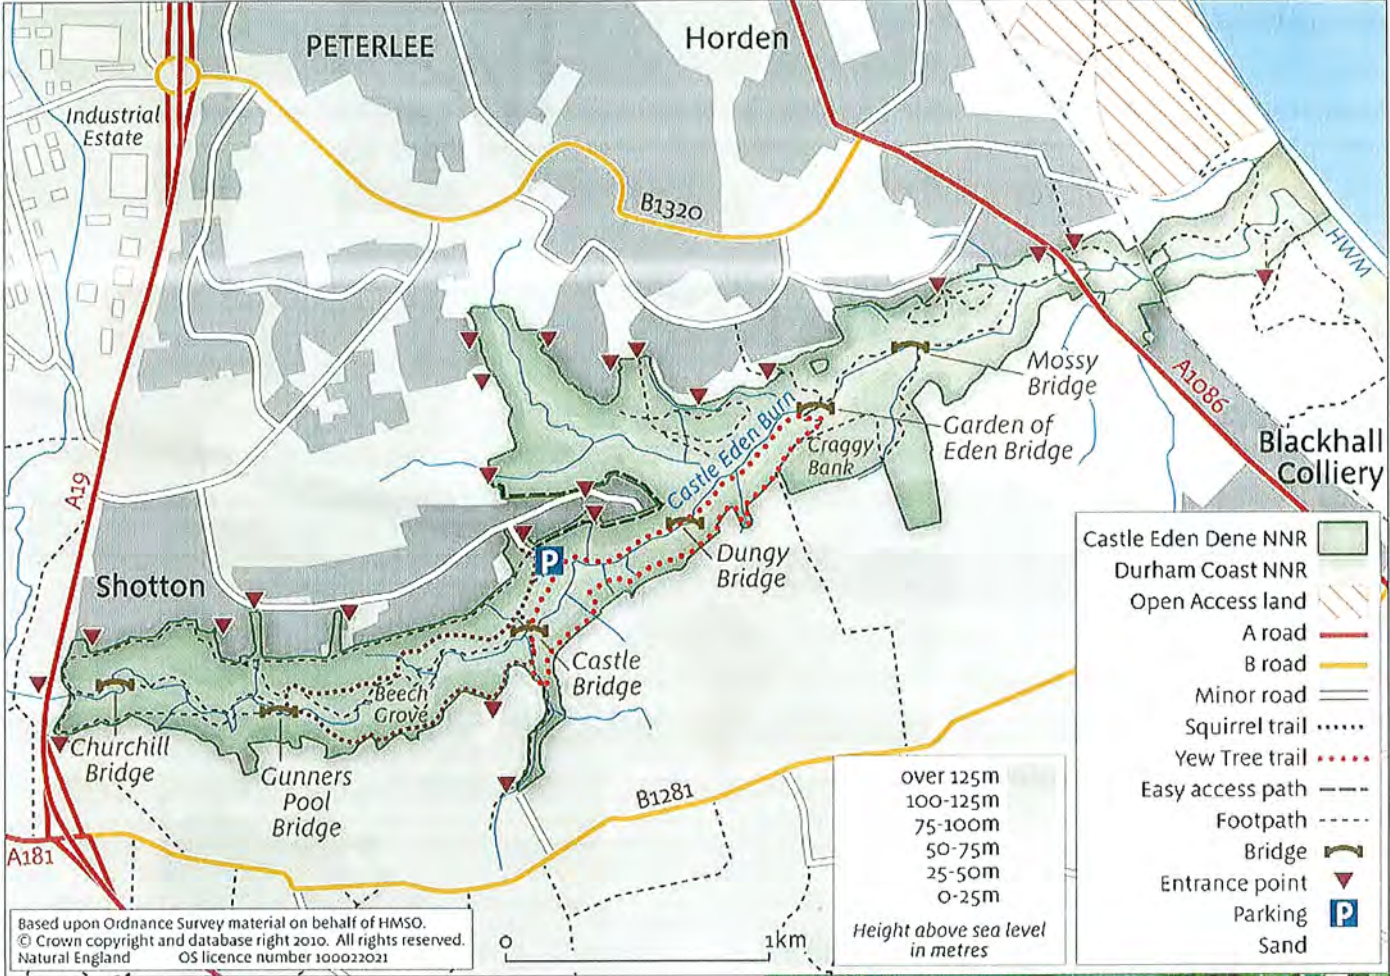 PETERLEE
Horden
Industrial
Estate
B1320
HWM
Mossy
Bridge
A1086
Castle Eden Burn
Garden of
Eden Bridge
Craggy
Bank
Blackhall
Colliery
A19
Dungy
Bridge
P
Shotton
Castle
Bridge
Beech
Grove
Churchill
Bridge
Gunners
Pool
Bridge
B1281
A181
Castle Eden Dene NNR
Durham Coast NNR
Open Access land
A road
B road
Minor road
Squirrel trail
Yew Tree trail
Easy access path
Footpath
Bridge
Entrance point
Parking P
Sand
over 125m
100-125m
75-100m
50-75m
25-50m
0-25m
Height above sea level
in metres
Based upon Ordnance Survey material on behalf of HMSO.
© Crown copyright and database right 2010. All rights reserved.
Natural England OS licence number 100022021
0 1km